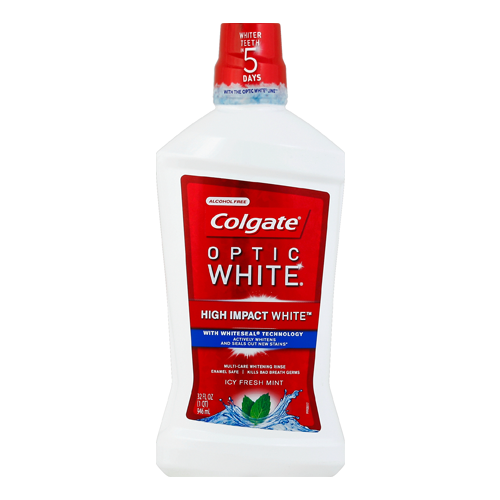 WHITER
TEETH
IN
5
DAYS
WITH THE OPTIC WHITE® LINE*
ALCOHOL FREE
Colgate®
OPTIC
WHITE®
HIGH IMPACT WHITE™
WITH WHITESEAL® TECHNOLOGY
ACTIVELY WHITENS
AND SEALS OUT NEW STAINS*
MULTI-CARE WHITENING RINSE
ENAMEL SAFE | KILLS BAD BREATH GERMS
ICY FRESH MINT
32 FL OZ
(1 QT)
946 mL